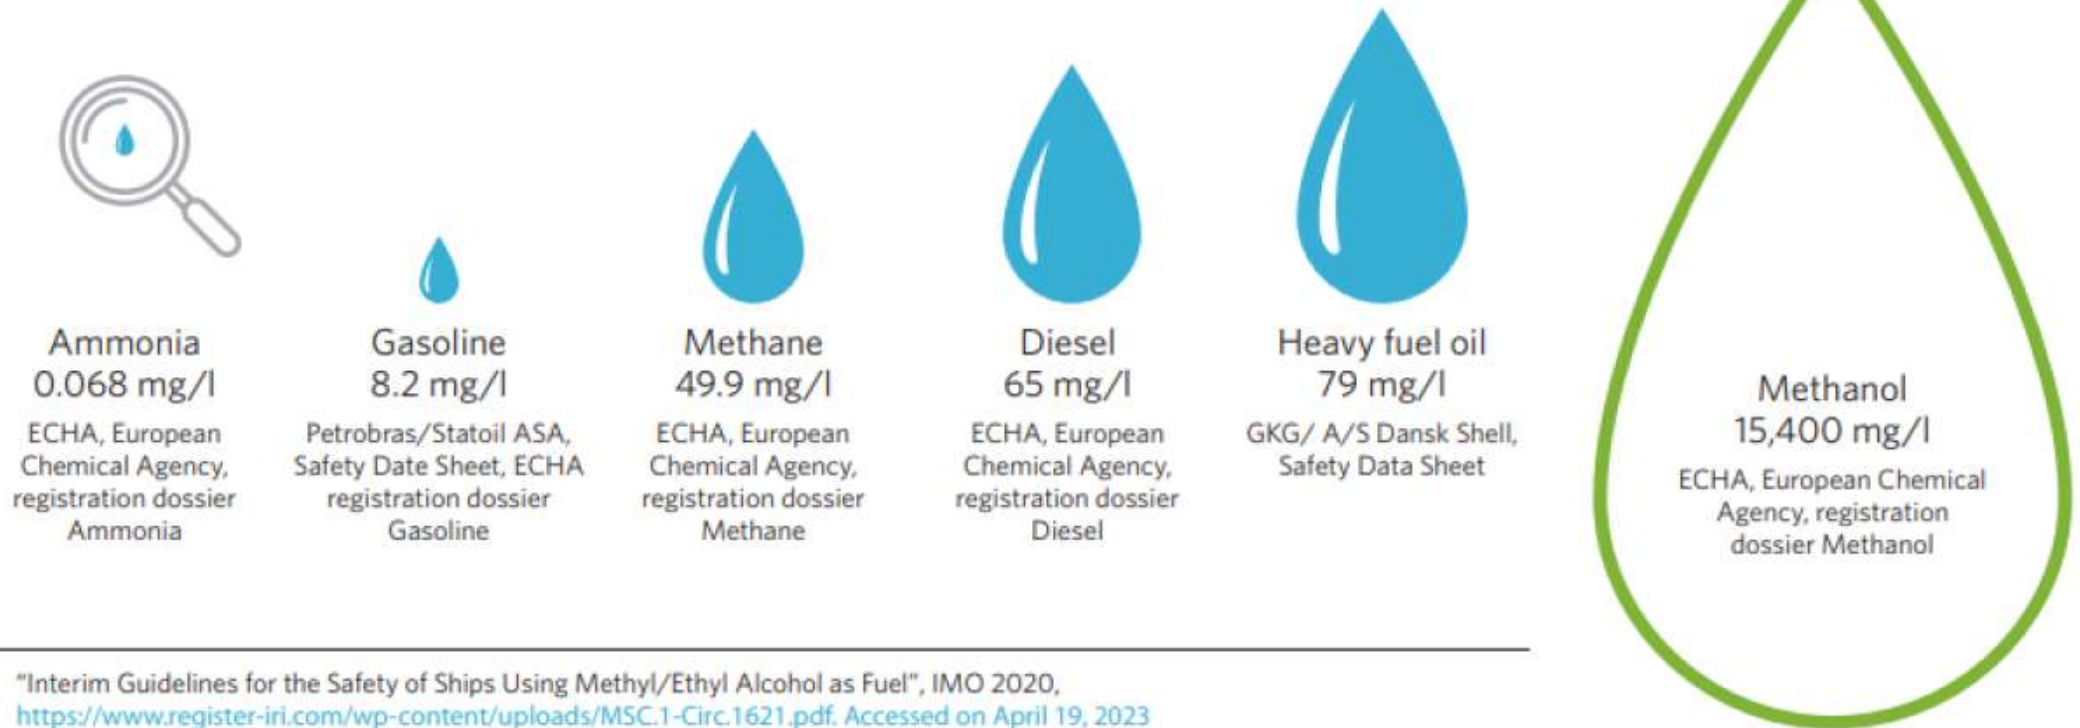 Ammonia
0.068 mg/l
ECHA, European
Chemical Agency,
registration dossier
Ammonia
Gasoline
8.2 mg/l
Petrobras/Statoil ASA,
Safety Date Sheet, ECHA
registration dossier
Gasoline
Methane
49.9 mg/l
ECHA, European
Chemical Agency,
registration dossier
Methane
Diesel
65 mg/l
ECHA, European
Chemical Agency,
registration dossier
Diesel
Heavy fuel oil
79 mg/l
GKG/ A/S Dansk Shell,
Safety Data Sheet
Methanol
15,400 mg/l
ECHA, European Chemical
Agency, registration
dossier Methanol
"Interim Guidelines for the Safety of Ships Using Methyl/Ethyl Alcohol as Fuel", IMO 2020,
https://www.register-iri.com/wp-content/uploads/MSC.1-Circ.1621.pdf. Accessed on April 19, 2023